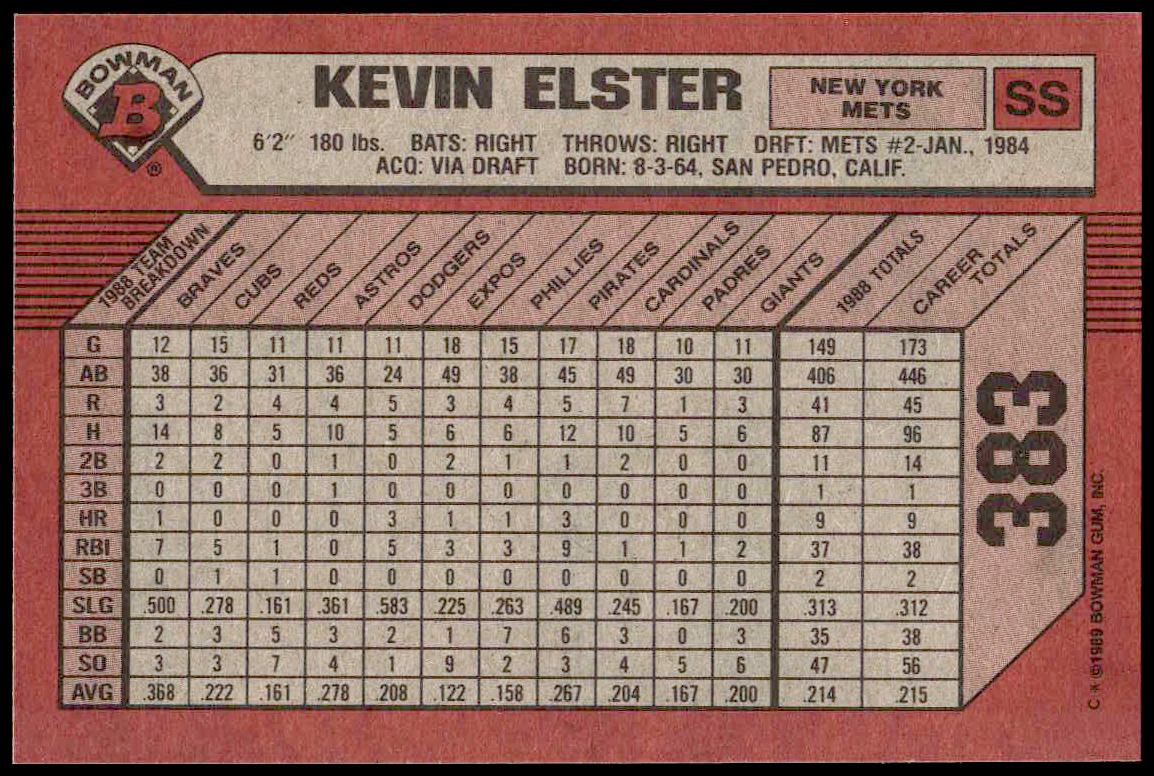 BOWMAN
B
®
KEVIN ELSTER
NEW YORK
METS
SS
6'2" 180 lbs. BATS: RIGHT THROWS: RIGHT DRFT: METS #2-JAN., 1984
ACQ: VIA DRAFT BORN: 8-3-64, SAN PEDRO, CALIF.
1988 TEAM BREAKDOWN BRAVES CUBS REDS ASTROS DODGERS EXPOS PHILLIES PIRATES CARDINALS PADRES GIANTS 1988 TOTALS CAREER TOTALS
G 12 15 11 11 11 18 15 17 18 10 11 149 173
AB 38 36 31 36 24 49 38 45 49 30 30 406 446
R 3 2 4 4 5 3 4 5 7 1 3 41 45
H 14 8 5 10 5 6 6 12 10 5 6 87 96
2B 2 2 0 1 0 2 1 1 2 0 0 11 14
3B 0 0 0 1 0 0 0 0 0 0 0 1 1
HR 1 0 0 0 3 1 1 3 0 0 0 9 9
RBI 7 5 1 0 5 3 3 9 1 1 2 37 38
SB 0 1 1 0 0 0 0 0 0 0 0 2 2
SLG .500 .278 .161 .361 .583 .225 .263 .489 .245 .167 .200 .313 .312
BB 2 3 5 3 2 1 7 6 3 0 3 35 38
SO 3 3 7 4 1 9 2 3 4 5 6 47 56
AVG .368 .222 .161 .278 .208 .122 .158 .267 .204 .167 .200 .214 .215
383
C * ©1989 BOWMAN GUM, INC.